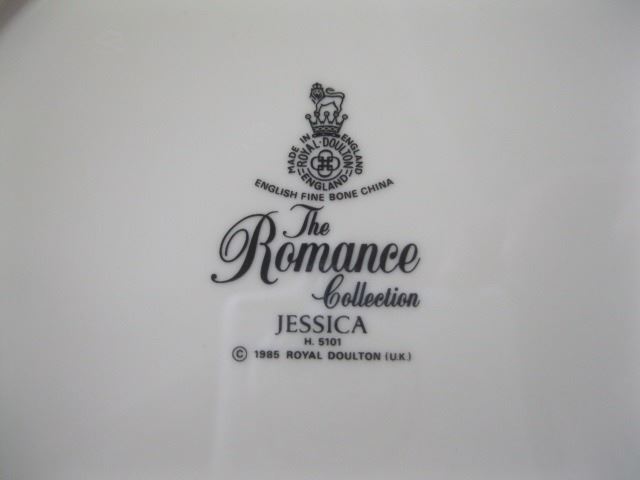 MADE IN ENGLAND
ROYAL·DOULTON
ENGLAND
ENGLISH FINE BONE CHINA
The
Romance
Collection
JESSICA
H. 5101
© 1985 ROYAL DOULTON (U.K.)